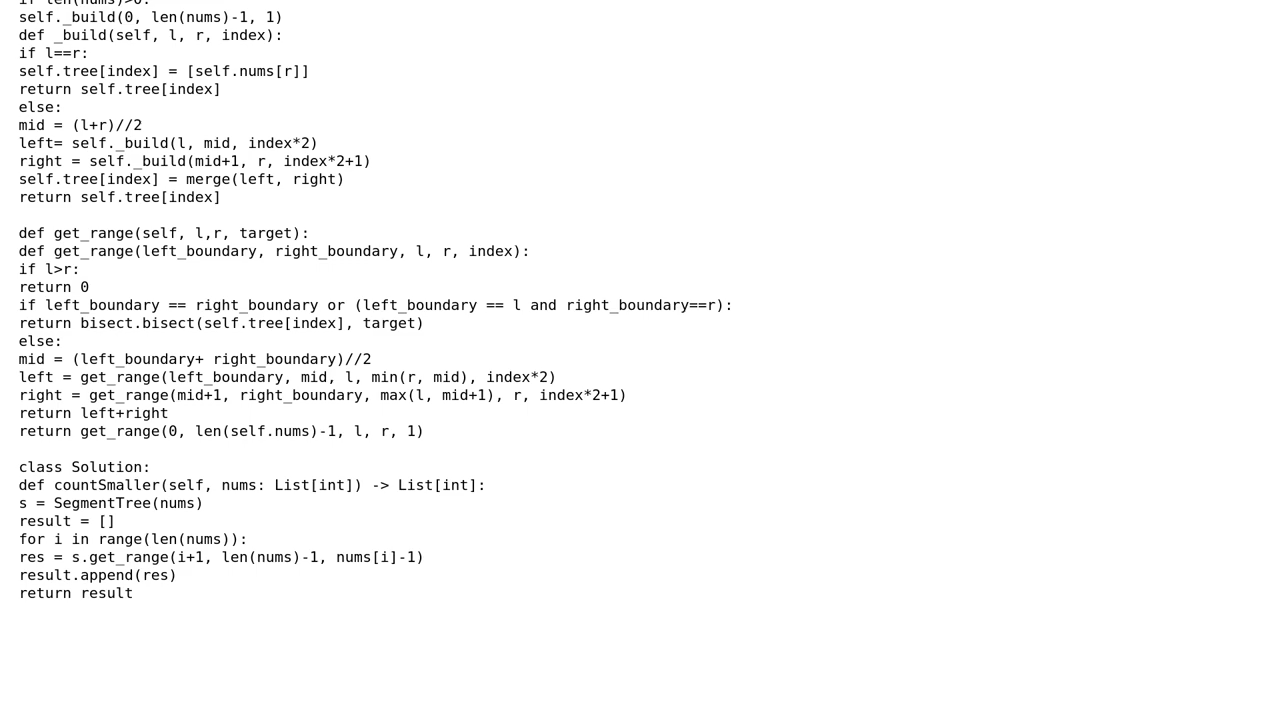 if len(nums)>0:
self._build(0, len(nums)-1, 1)
def _build(self, l, r, index):
if l==r:
self.tree[index] = [self.nums[r]]
return self.tree[index]
else:
mid = (l+r)//2
left= self._build(l, mid, index*2)
right = self._build(mid+1, r, index*2+1)
self.tree[index] = merge(left, right)
return self.tree[index]

def get_range(self, l,r, target):
def get_range(left_boundary, right_boundary, l, r, index):
if l>r:
return 0
if left_boundary == right_boundary or (left_boundary == l and right_boundary==r):
return bisect.bisect(self.tree[index], target)
else:
mid = (left_boundary+ right_boundary)//2
left = get_range(left_boundary, mid, l, min(r, mid), index*2)
right = get_range(mid+1, right_boundary, max(l, mid+1), r, index*2+1)
return left+right
return get_range(0, len(self.nums)-1, l, r, 1)

class Solution:
def countSmaller(self, nums: List[int]) -> List[int]:
s = SegmentTree(nums)
result = []
for i in range(len(nums)):
res = s.get_range(i+1, len(nums)-1, nums[i]-1)
result.append(res)
return result